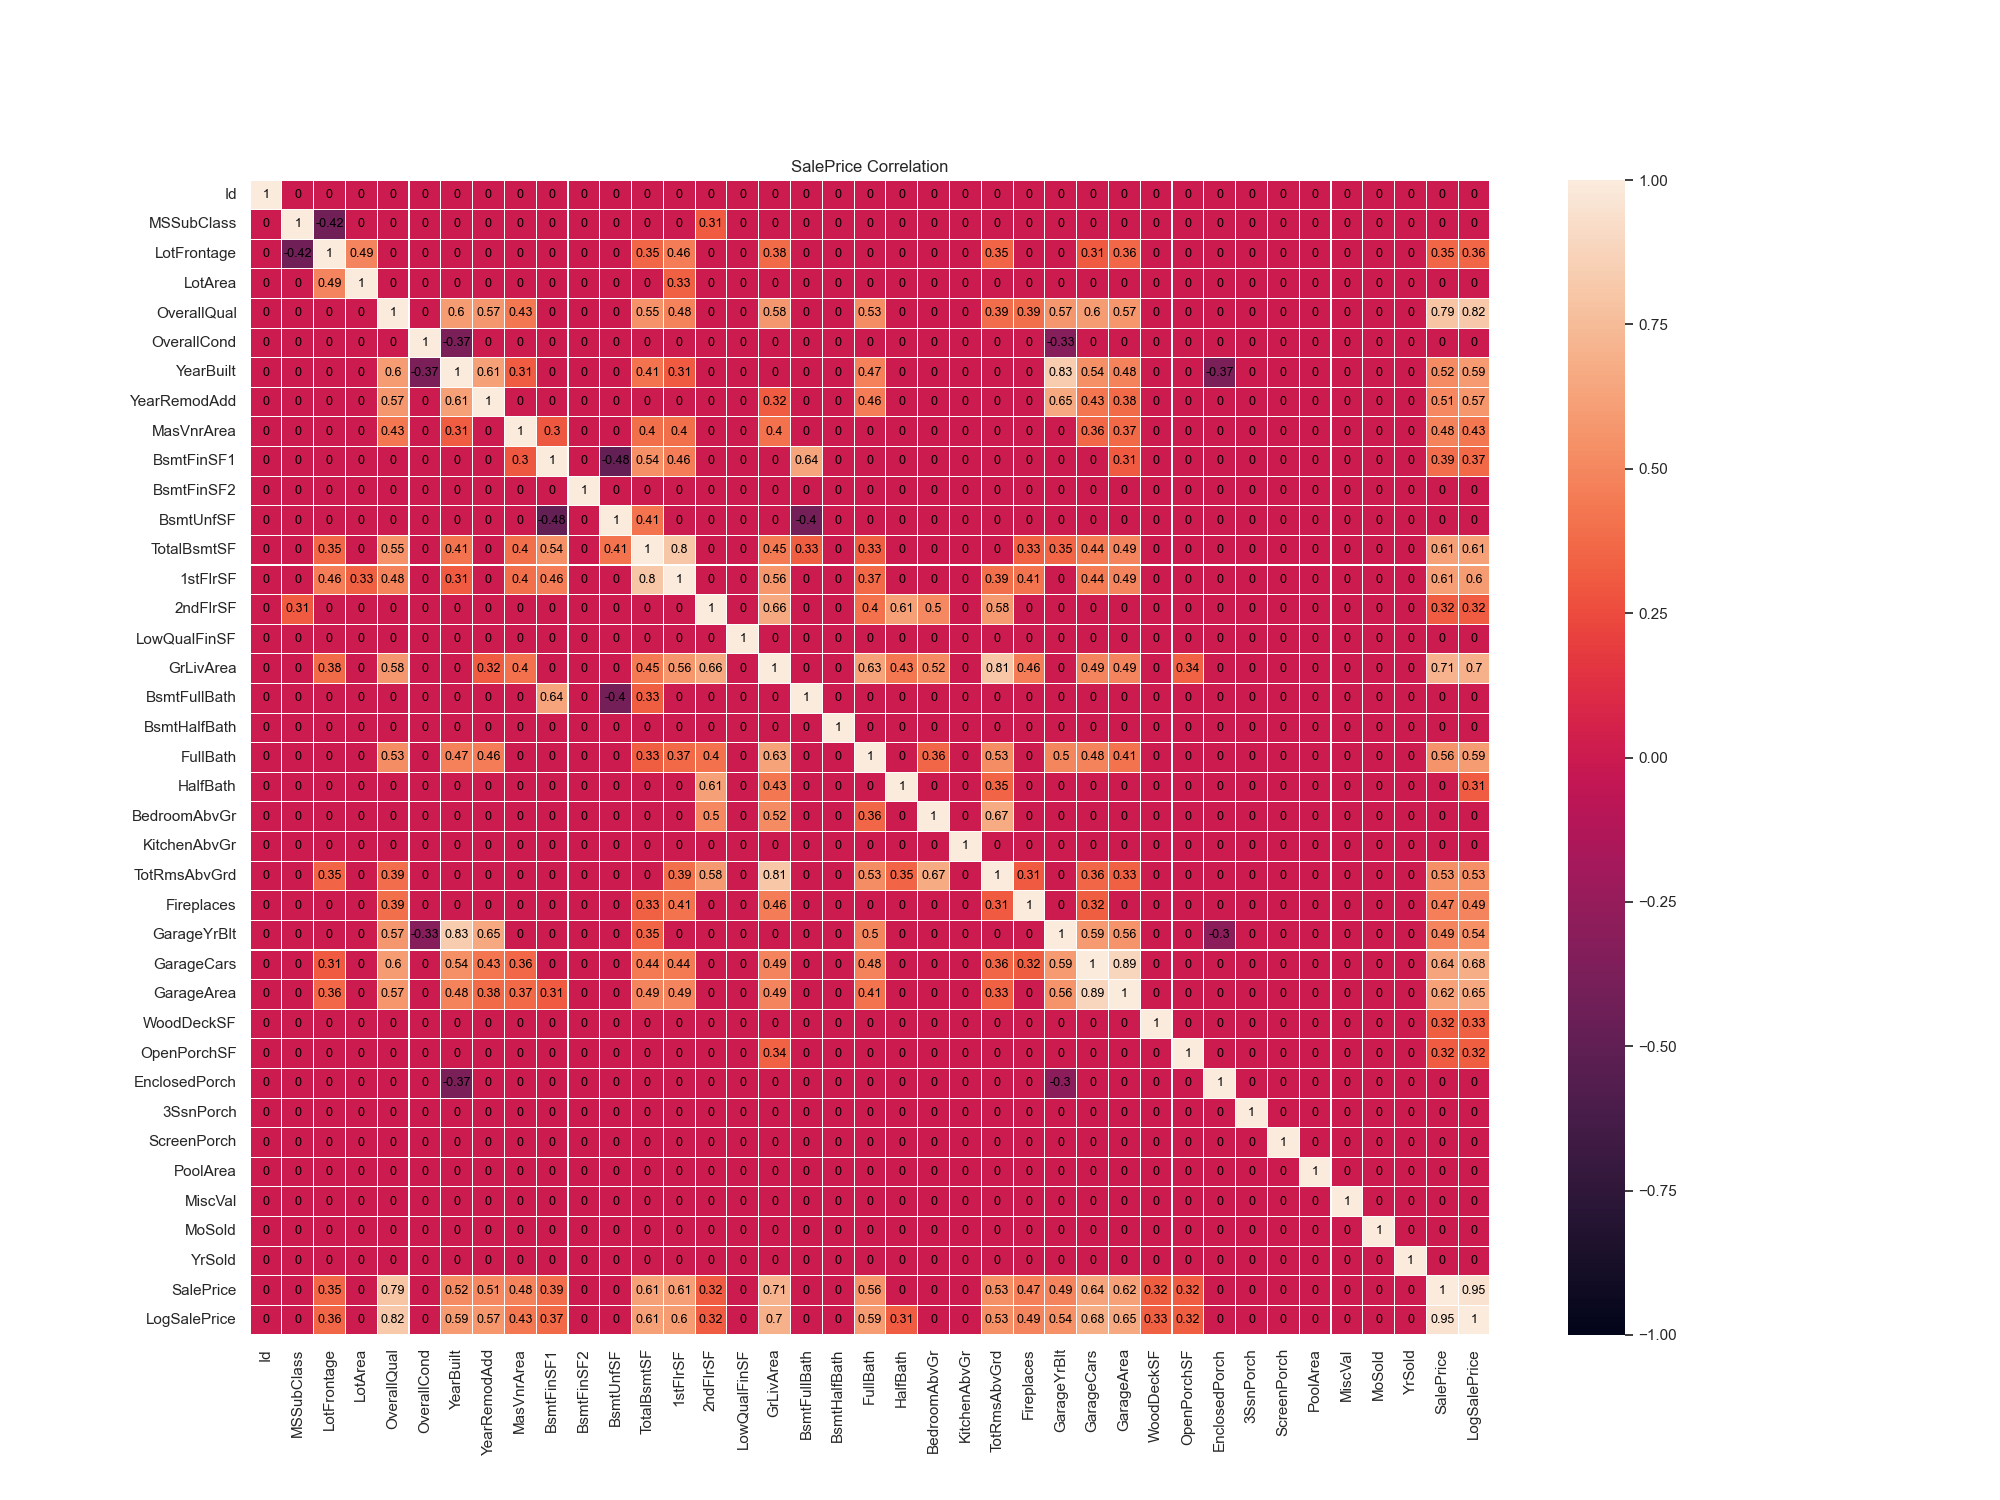 SalePrice Correlation
Id 1 0 0 0 0 0 0 0 0 0 0 0 0 0 0 0 0 0 0 0 0 0 0 0 0 0 0 0 0 0 0 0 0 0 0 0 0 0 0
MSSubClass 0 1 -0.42 0 0 0 0 0 0 0 0 0 0 0 0.31 0 0 0 0 0 0 0 0 0 0 0 0 0 0 0 0 0 0 0 0 0 0 0 0
LotFrontage 0 -0.42 1 0.49 0 0 0 0 0 0 0 0 0.35 0.46 0 0 0.38 0 0 0 0 0 0 0.35 0 0 0.31 0.36 0 0 0 0 0 0 0 0 0 0.35 0.36
LotArea 0 0 0.49 1 0 0 0 0 0 0 0 0 0 0.33 0 0 0 0 0 0 0 0 0 0 0 0 0 0 0 0 0 0 0 0 0 0 0 0 0
OverallQual 0 0 0 0 1 0 0.6 0.57 0.43 0 0 0 0.55 0.48 0 0 0.58 0 0 0.53 0 0 0 0.39 0.39 0.57 0.6 0.57 0 0 0 0 0 0 0 0 0 0.79 0.82
OverallCond 0 0 0 0 0 1 -0.37 0 0 0 0 0 0 0 0 0 0 0 0 0 0 0 0 0 0 -0.33 0 0 0 0 0 0 0 0 0 0 0 0 0
YearBuilt 0 0 0 0 0.6 -0.37 1 0.61 0.31 0 0 0 0.41 0.31 0 0 0 0 0 0.47 0 0 0 0 0 0.83 0.54 0.48 0 0 -0.37 0 0 0 0 0 0 0.52 0.59
YearRemodAdd 0 0 0 0 0.57 0 0.61 1 0 0 0 0 0 0 0 0 0.32 0 0 0.46 0 0 0 0 0 0.65 0.43 0.38 0 0 0 0 0 0 0 0 0 0.51 0.57
MasVnrArea 0 0 0 0 0.43 0 0.31 0 1 0.3 0 0 0.4 0.4 0 0 0.4 0 0 0 0 0 0 0 0 0 0.36 0.37 0 0 0 0 0 0 0 0 0 0.48 0.43
BsmtFinSF1 0 0 0 0 0 0 0 0 0.3 1 0 -0.48 0.54 0.46 0 0 0 0.64 0 0 0 0 0 0 0 0 0 0.31 0 0 0 0 0 0 0 0 0 0.39 0.37
BsmtFinSF2 0 0 0 0 0 0 0 0 0 0 1 0 0 0 0 0 0 0 0 0 0 0 0 0 0 0 0 0 0 0 0 0 0 0 0 0 0 0 0
BsmtUnfSF 0 0 0 0 0 0 0 0 0 -0.48 0 1 0.41 0 0 0 0 -0.4 0 0 0 0 0 0 0 0 0 0 0 0 0 0 0 0 0 0 0 0 0
TotalBsmtSF 0 0 0.35 0 0.55 0 0.41 0 0.4 0.54 0 0.41 1 0.8 0 0 0.45 0.33 0 0.33 0 0 0 0 0.33 0.35 0.44 0.49 0 0 0 0 0 0 0 0 0 0.61 0.61
1stFlrSF 0 0 0.46 0.33 0.48 0 0.31 0 0.4 0.46 0 0 0.8 1 0 0 0.56 0 0 0.37 0 0 0 0.39 0.41 0 0.44 0.49 0 0 0 0 0 0 0 0 0 0.61 0.6
2ndFlrSF 0 0.31 0 0 0 0 0 0 0 0 0 0 0 0 1 0 0.66 0 0 0.4 0.61 0.5 0 0.58 0 0 0 0 0 0 0 0 0 0 0 0 0 0.32 0.32
LowQualFinSF 0 0 0 0 0 0 0 0 0 0 0 0 0 0 0 1 0 0 0 0 0 0 0 0 0 0 0 0 0 0 0 0 0 0 0 0 0 0 0
GrLivArea 0 0 0.38 0 0.58 0 0 0.32 0.4 0 0 0 0.45 0.56 0.66 0 1 0 0 0.63 0.43 0.52 0 0.81 0.46 0 0.49 0.49 0 0.34 0 0 0 0 0 0 0 0.71 0.7
BsmtFullBath 0 0 0 0 0 0 0 0 0 0.64 0 -0.4 0.33 0 0 0 0 1 0 0 0 0 0 0 0 0 0 0 0 0 0 0 0 0 0 0 0 0 0
BsmtHalfBath 0 0 0 0 0 0 0 0 0 0 0 0 0 0 0 0 0 0 1 0 0 0 0 0 0 0 0 0 0 0 0 0 0 0 0 0 0 0 0
FullBath 0 0 0 0 0.53 0 0.47 0.46 0 0 0 0 0.33 0.37 0.4 0 0.63 0 0 1 0 0.36 0 0.53 0 0.5 0.48 0.41 0 0 0 0 0 0 0 0 0 0.56 0.59
HalfBath 0 0 0 0 0 0 0 0 0 0 0 0 0 0 0.61 0 0.43 0 0 0 1 0 0 0.35 0 0 0 0 0 0 0 0 0 0 0 0 0 0 0.31
BedroomAbvGr 0 0 0 0 0 0 0 0 0 0 0 0 0 0 0.5 0 0.52 0 0 0.36 0 1 0 0.67 0 0 0 0 0 0 0 0 0 0 0 0 0 0 0
KitchenAbvGr 0 0 0 0 0 0 0 0 0 0 0 0 0 0 0 0 0 0 0 0 0 0 1 0 0 0 0 0 0 0 0 0 0 0 0 0 0 0 0
TotRmsAbvGrd 0 0 0.35 0 0.39 0 0 0 0 0 0 0 0 0.39 0.58 0 0.81 0 0 0.53 0.35 0.67 0 1 0.31 0 0.36 0.33 0 0 0 0 0 0 0 0 0 0.53 0.53
Fireplaces 0 0 0 0 0.39 0 0 0 0 0 0 0 0.33 0.41 0 0 0.46 0 0 0 0 0 0 0.31 1 0 0.32 0 0 0 0 0 0 0 0 0 0 0.47 0.49
GarageYrBlt 0 0 0 0 0.57 -0.33 0.83 0.65 0 0 0 0 0.35 0 0 0 0 0 0 0.5 0 0 0 0 0 1 0.59 0.56 0 0 -0.3 0 0 0 0 0 0 0.49 0.54
GarageCars 0 0 0.31 0 0.6 0 0.54 0.43 0.36 0 0 0 0.44 0.44 0 0 0.49 0 0 0.48 0 0 0 0.36 0.32 0.59 1 0.89 0 0 0 0 0 0 0 0 0 0.64 0.68
GarageArea 0 0 0.36 0 0.57 0 0.48 0.38 0.37 0.31 0 0 0.49 0.49 0 0 0.49 0 0 0.41 0 0 0 0.33 0 0.56 0.89 1 0 0 0 0 0 0 0 0 0 0.62 0.65
WoodDeckSF 0 0 0 0 0 0 0 0 0 0 0 0 0 0 0 0 0 0 0 0 0 0 0 0 0 0 0 0 1 0 0 0 0 0 0 0 0 0.32 0.33
OpenPorchSF 0 0 0 0 0 0 0 0 0 0 0 0 0 0 0 0 0.34 0 0 0 0 0 0 0 0 0 0 0 0 1 0 0 0 0 0 0 0 0.32 0.32
EnclosedPorch 0 0 0 0 0 0 -0.37 0 0 0 0 0 0 0 0 0 0 0 0 0 0 0 0 0 0 -0.3 0 0 0 0 1 0 0 0 0 0 0 0 0
3SsnPorch 0 0 0 0 0 0 0 0 0 0 0 0 0 0 0 0 0 0 0 0 0 0 0 0 0 0 0 0 0 0 0 1 0 0 0 0 0 0 0
ScreenPorch 0 0 0 0 0 0 0 0 0 0 0 0 0 0 0 0 0 0 0 0 0 0 0 0 0 0 0 0 0 0 0 0 1 0 0 0 0 0 0
PoolArea 0 0 0 0 0 0 0 0 0 0 0 0 0 0 0 0 0 0 0 0 0 0 0 0 0 0 0 0 0 0 0 0 0 1 0 0 0 0 0
MiscVal 0 0 0 0 0 0 0 0 0 0 0 0 0 0 0 0 0 0 0 0 0 0 0 0 0 0 0 0 0 0 0 0 0 0 1 0 0 0 0
MoSold 0 0 0 0 0 0 0 0 0 0 0 0 0 0 0 0 0 0 0 0 0 0 0 0 0 0 0 0 0 0 0 0 0 0 0 1 0 0 0
YrSold 0 0 0 0 0 0 0 0 0 0 0 0 0 0 0 0 0 0 0 0 0 0 0 0 0 0 0 0 0 0 0 0 0 0 0 0 1 0 0
SalePrice 0 0 0.35 0 0.79 0 0.52 0.51 0.48 0.39 0 0 0.61 0.61 0.32 0 0.71 0 0 0.56 0 0 0 0.53 0.47 0.49 0.64 0.62 0.32 0.32 0 0 0 0 0 0 0 1 0.95
LogSalePrice 0 0 0.36 0 0.82 0 0.59 0.57 0.43 0.37 0 0 0.61 0.6 0.32 0 0.7 0 0 0.59 0.31 0 0 0.53 0.49 0.54 0.68 0.65 0.33 0.32 0 0 0 0 0 0 0 0.95 1
Id
MSSubClass
LotFrontage
LotArea
OverallQual
OverallCond
YearBuilt
YearRemodAdd
MasVnrArea
BsmtFinSF1
BsmtFinSF2
BsmtUnfSF
TotalBsmtSF
1stFlrSF
2ndFlrSF
LowQualFinSF
GrLivArea
BsmtFullBath
BsmtHalfBath
FullBath
HalfBath
BedroomAbvGr
KitchenAbvGr
TotRmsAbvGrd
Fireplaces
GarageYrBlt
GarageCars
GarageArea
WoodDeckSF
OpenPorchSF
EnclosedPorch
3SsnPorch
ScreenPorch
PoolArea
MiscVal
MoSold
YrSold
SalePrice
LogSalePrice
1.00
0.75
0.50
0.25
0.00
−0.25
−0.50
−0.75
−1.00